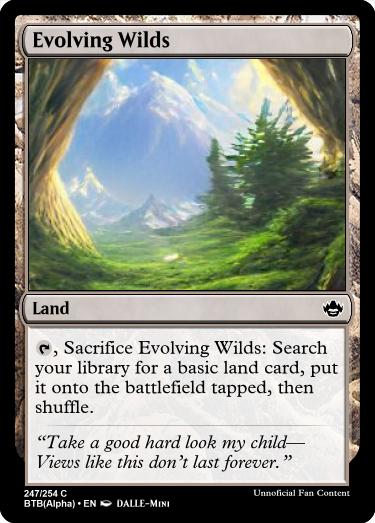 Evolving Wilds
Land
, Sacrifice Evolving Wilds: Search
your library for a basic land card, put
it onto the battlefield tapped, then
shuffle.
“Take a good hard look my child—
Views like this don’t last forever.”
247/254 C
BTB(Alpha) • EN DALLE-Mini
Unnofficial Fan Content